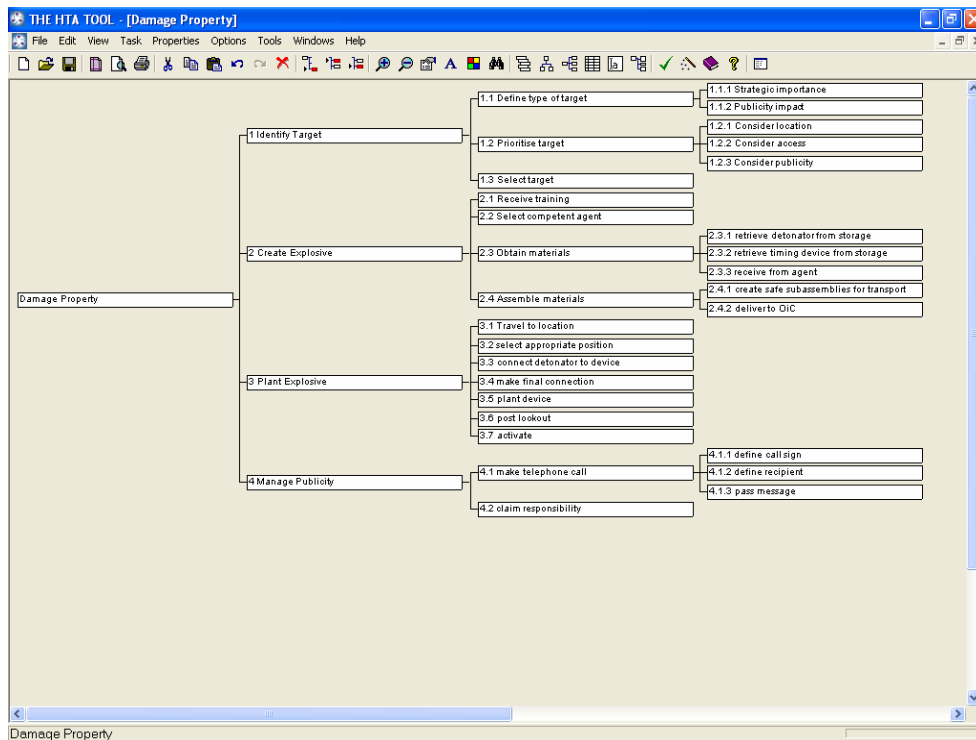 THE HTA TOOL - [Damage Property]
File Edit View Task Properties Options Tools Windows Help
Damage Property
1 Identify Target
1.1 Define type of target
1.1.1 Strategic importance
1.1.2 Publicity impact
1.2 Prioritise target
1.2.1 Consider location
1.2.2 Consider access
1.2.3 Consider publicity
1.3 Select target
2 Create Explosive
2.1 Receive training
2.2 Select competent agent
2.3 Obtain materials
2.3.1 retrieve detonator from storage
2.3.2 retrieve timing device from storage
2.3.3 receive from agent
2.4 Assemble materials
2.4.1 create safe subassemblies for transport
2.4.2 deliver to OiC
3 Plant Explosive
3.1 Travel to location
3.2 select appropriate position
3.3 connect detonator to device
3.4 make final connection
3.5 plant device
3.6 post lookout
3.7 activate
4 Manage Publicity
4.1 make telephone call
4.1.1 define call sign
4.1.2 define recipient
4.1.3 pass message
4.2 claim responsibility
Damage Property